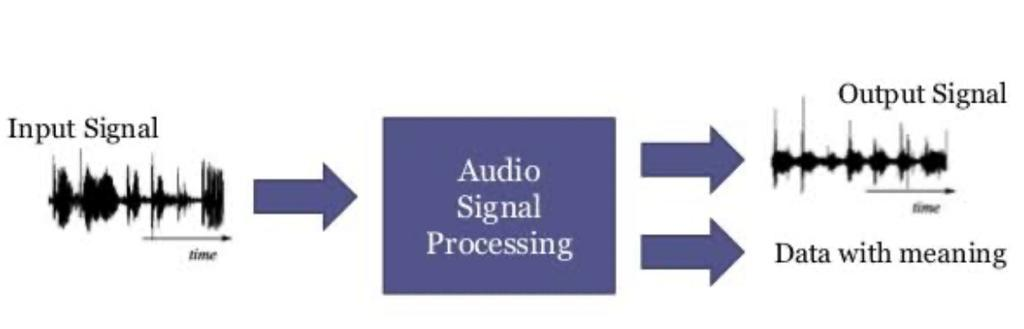 Input Signal
time
Audio
Signal
Processing
Output Signal
time
Data with meaning